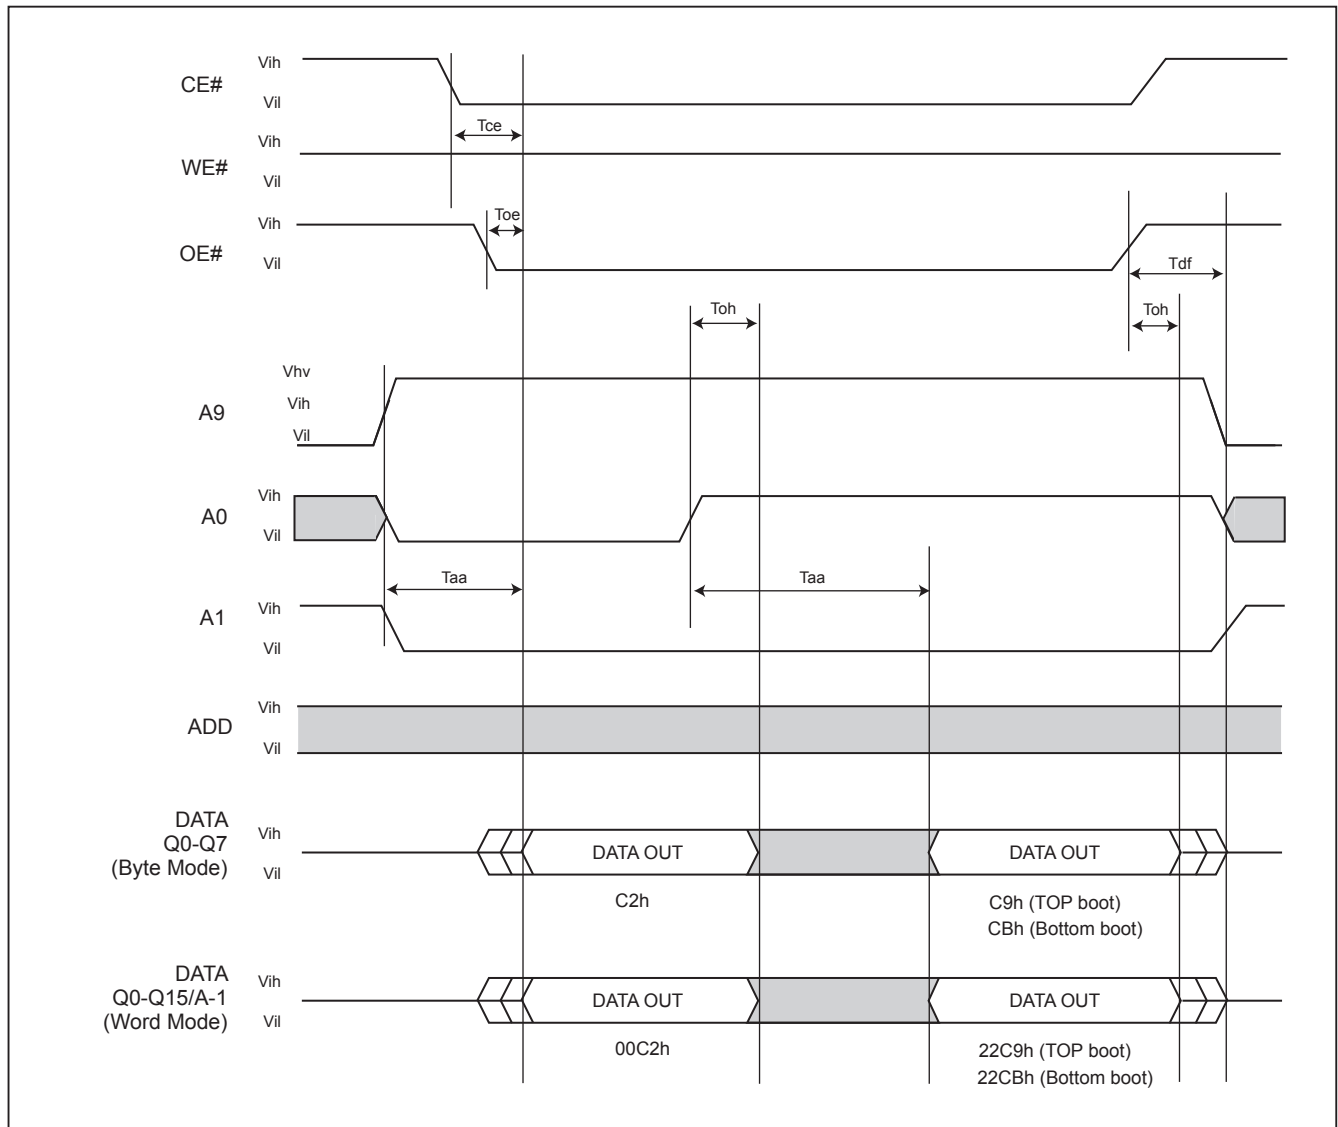 CE#
Vih
Vil
Tce
WE#
Vih
Vil
OE#
Vih
Vil
Toe
Tdf
Toh
Toh
A9
Vhv
Vih
Vil
A0
Vih
Vil
Taa
Taa
A1
Vih
Vil
ADD
Vih
Vil
DATA
Q0-Q7
(Byte Mode)
Vih
Vil
DATA OUT
DATA OUT
C2h
C9h (TOP boot)
CBh (Bottom boot)
DATA
Q0-Q15/A-1
(Word Mode)
Vih
Vil
DATA OUT
DATA OUT
00C2h
22C9h (TOP boot)
22CBh (Bottom boot)